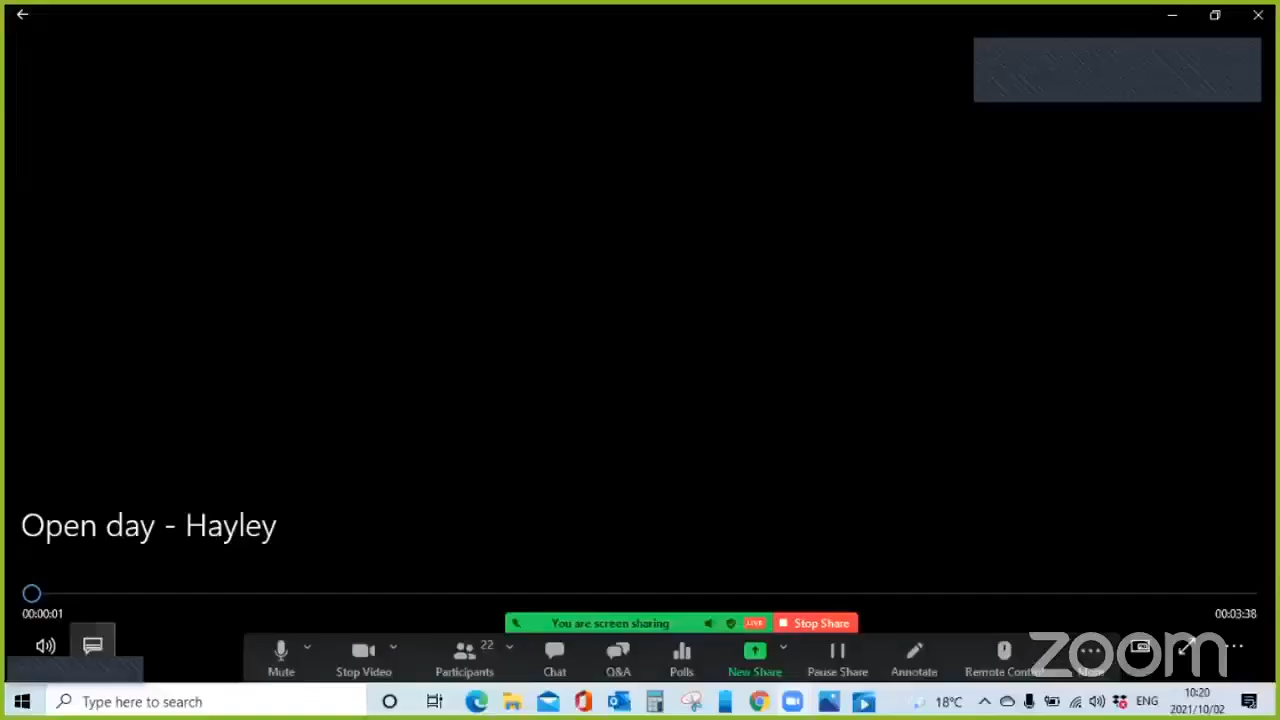 Open day - Hayley
00:00:01
00:03:38
You are screen sharing
LIVE
Stop Share
Mute
Stop Video
22
Participants
Chat
Q&A
Polls
New Share
Pause Share
Annotate
Remote
zoom
Type here to search
18°C
ENG
10:20
2021/10/02